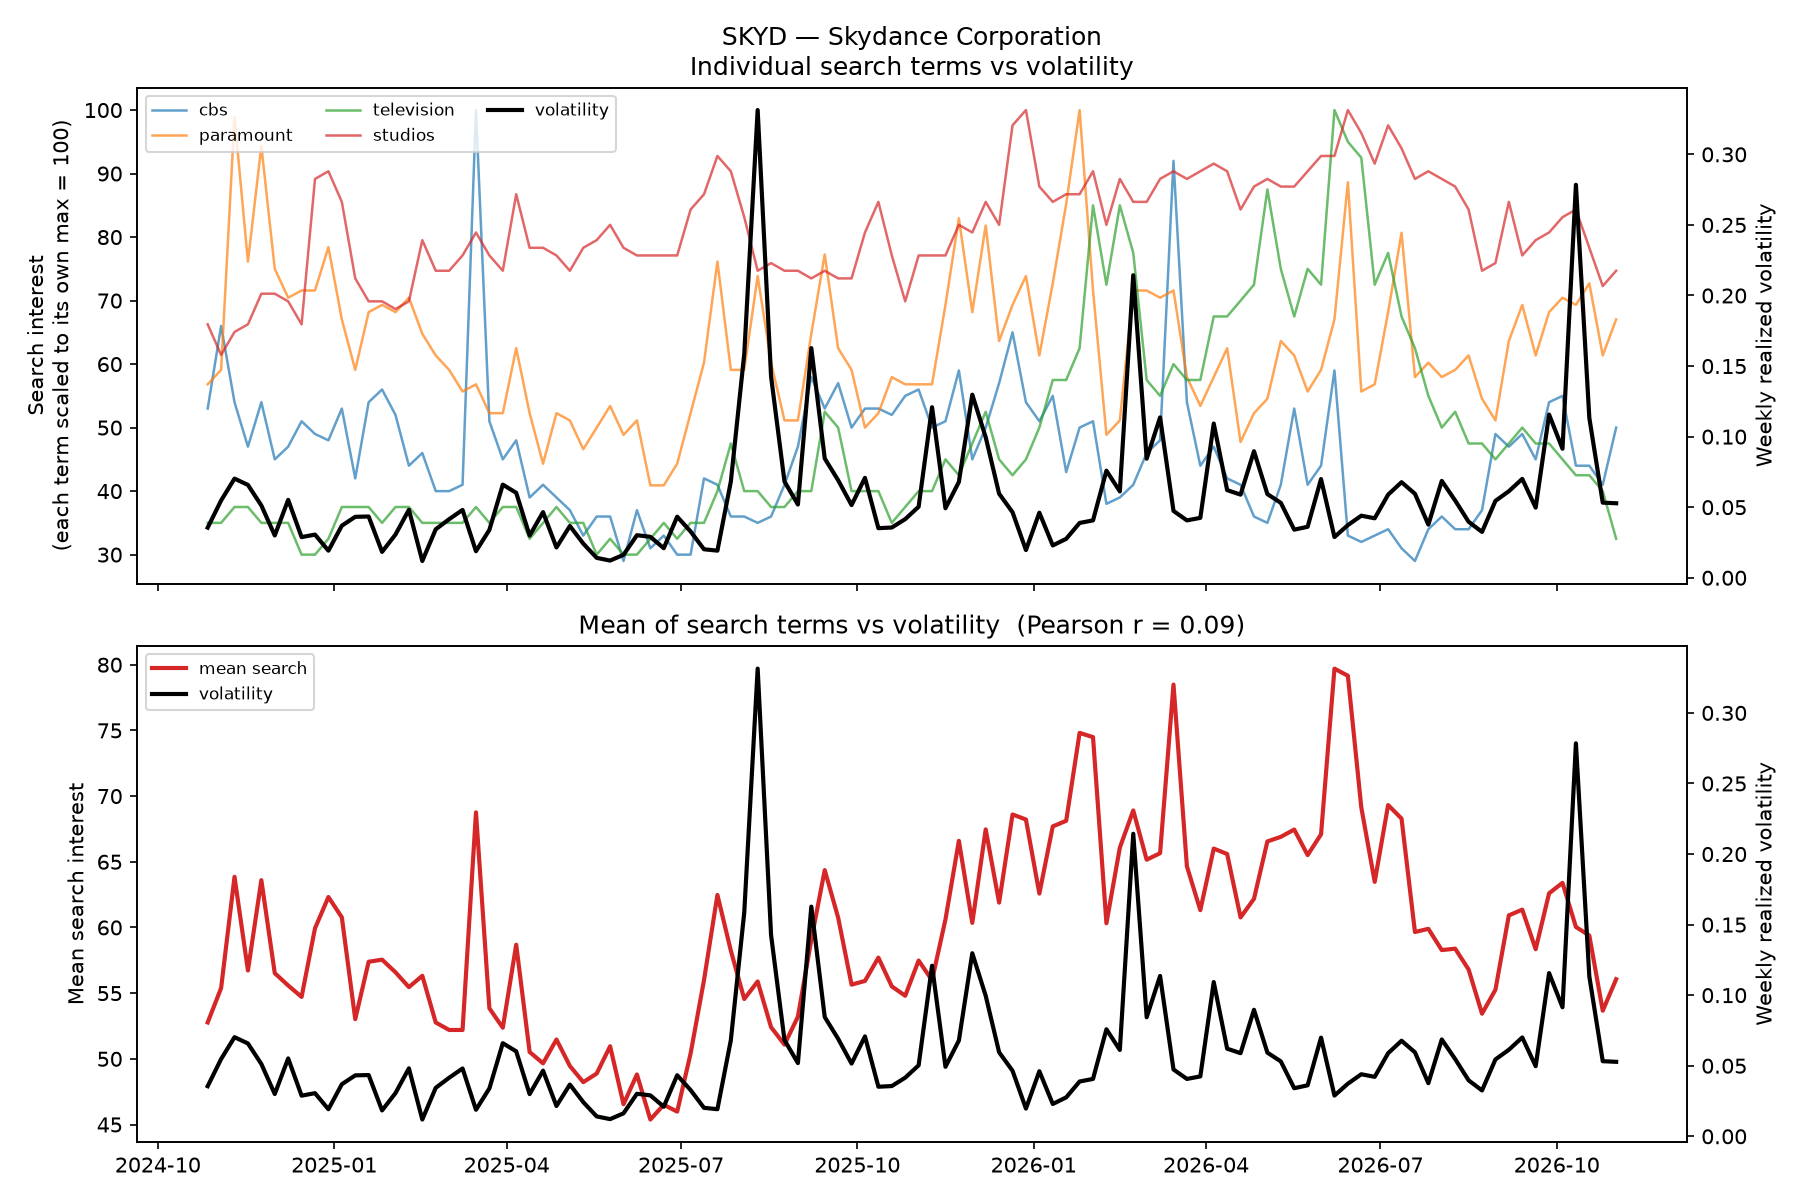 SKYD — Skydance Corporation
Individual search terms vs volatility
cbs
paramount
television
studios
volatility
Search interest
(each term scaled to its own max = 100)
100
90
80
70
60
50
40
30
0.30
0.25
0.20
0.15
0.10
0.05
0.00
Weekly realized volatility
Mean of search terms vs volatility (Pearson r = 0.09)
mean search
volatility
Mean search interest
80
75
70
65
60
55
50
45
0.30
0.25
0.20
0.15
0.10
0.05
0.00
Weekly realized volatility
2024-10 2025-01 2025-04 2025-07 2025-10 2026-01 2026-04 2026-07 2026-10